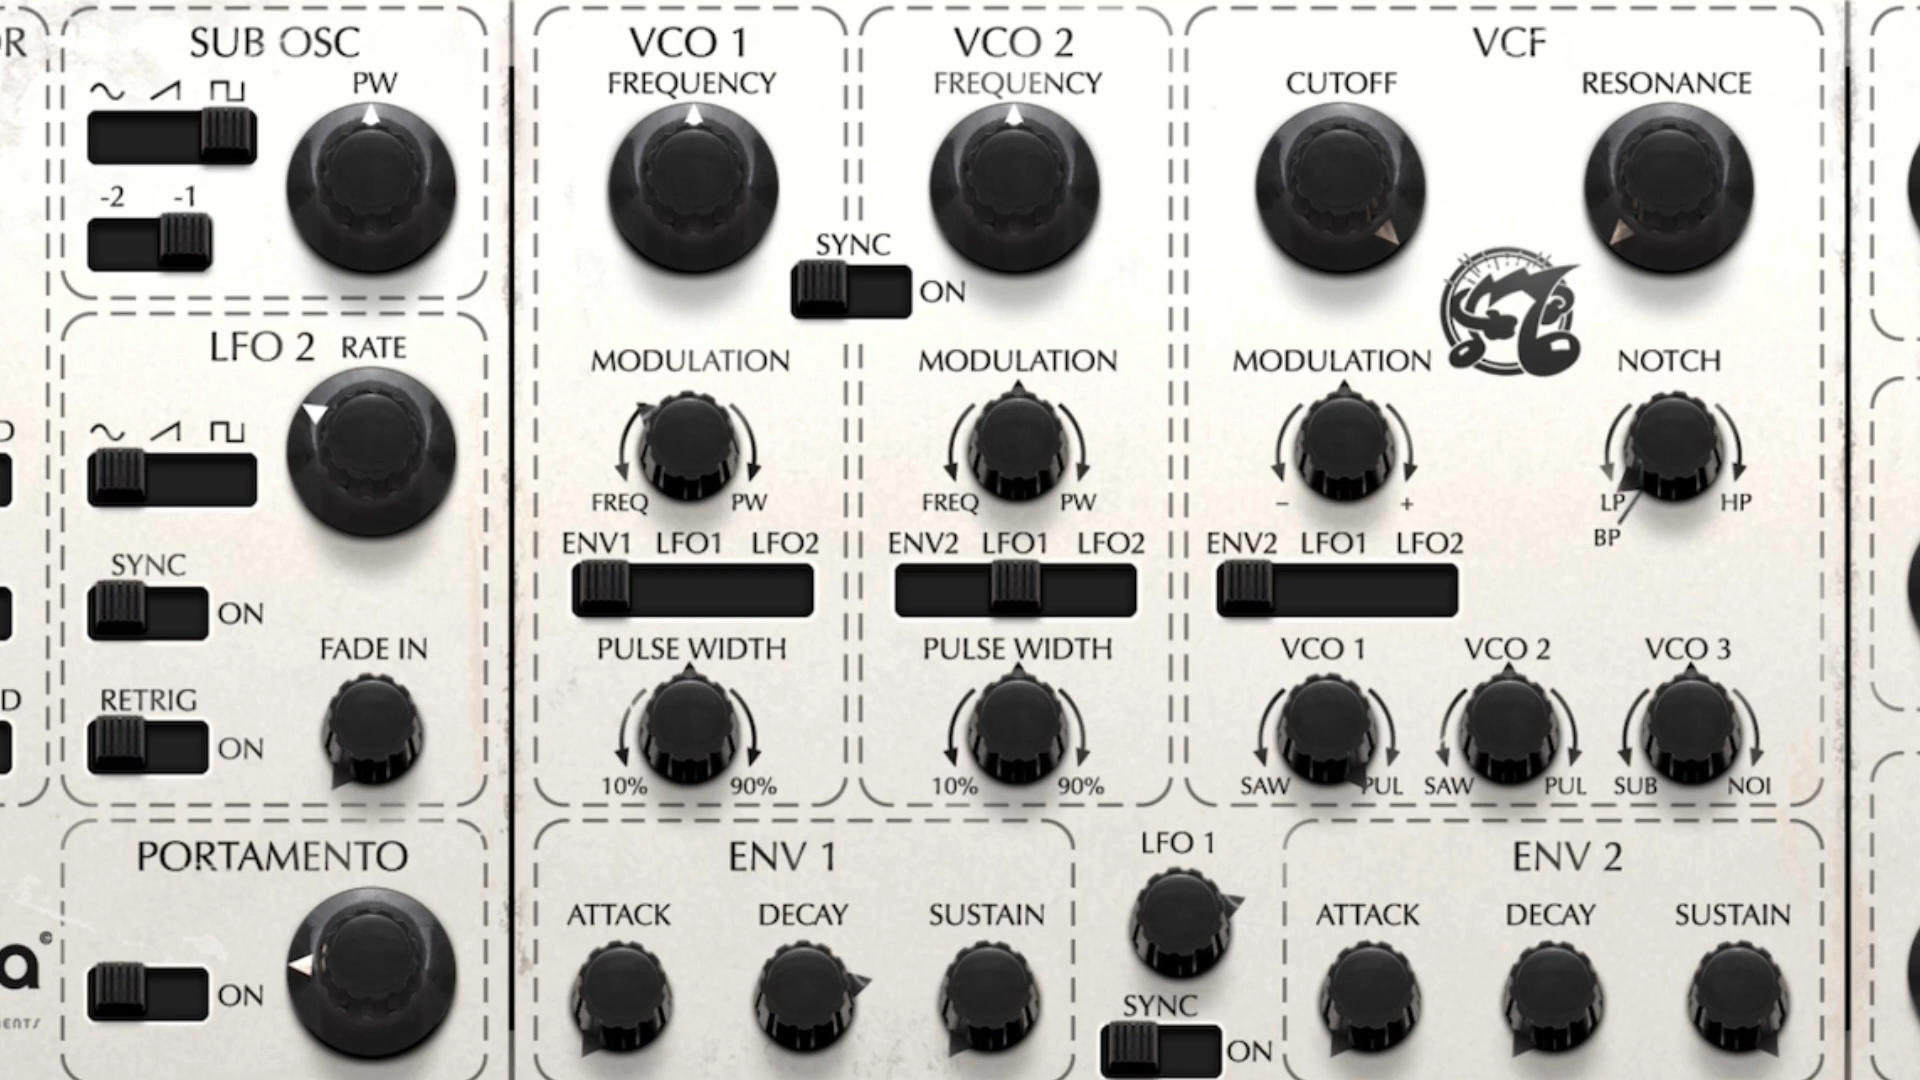 SUB OSC
PW
-2 -1
LFO 2 RATE
SYNC
ON
FADE IN
RETRIG
ON
PORTAMENTO
ON
VCO 1
FREQUENCY
VCO 2
FREQUENCY
SYNC
ON
MODULATION
FREQ PW
ENV1 LFO1 LFO2
PULSE WIDTH
10% 90%
MODULATION
FREQ PW
ENV2 LFO1 LFO2
PULSE WIDTH
10% 90%
VCF
CUTOFF RESONANCE
MODULATION
- +
NOTCH
LP HP
BP
ENV2 LFO1 LFO2
VCO 1 VCO 2 VCO 3
SAW PUL SAW PUL SUB NOI
ENV 1
ATTACK DECAY SUSTAIN
LFO 1
SYNC
ON
ENV 2
ATTACK DECAY SUSTAIN